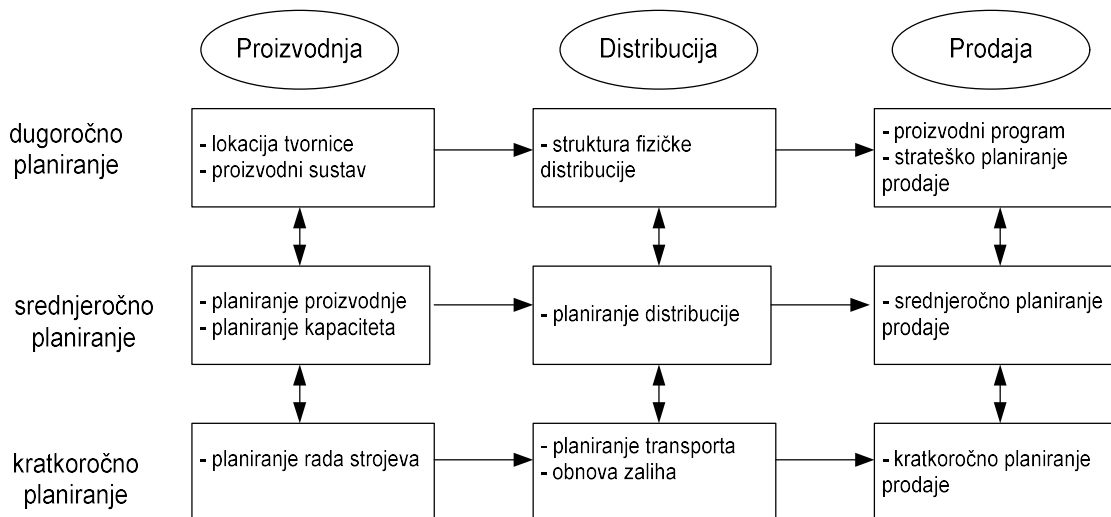 Proizvodnja
Distribucija
Prodaja
dugoročno
planiranje
- lokacija tvornice
- proizvodni sustav
- struktura fizičke
distribucije
- proizvodni program
- strateško planiranje
prodaje
srednjeročno
planiranje
- planiranje proizvodnje
- planiranje kapaciteta
- planiranje distribucije
- srednjeročno planiranje
prodaje
kratkoročno
planiranje
- planiranje rada strojeva
- planiranje transporta
- obnova zaliha
- kratkoročno planiranje
prodaje